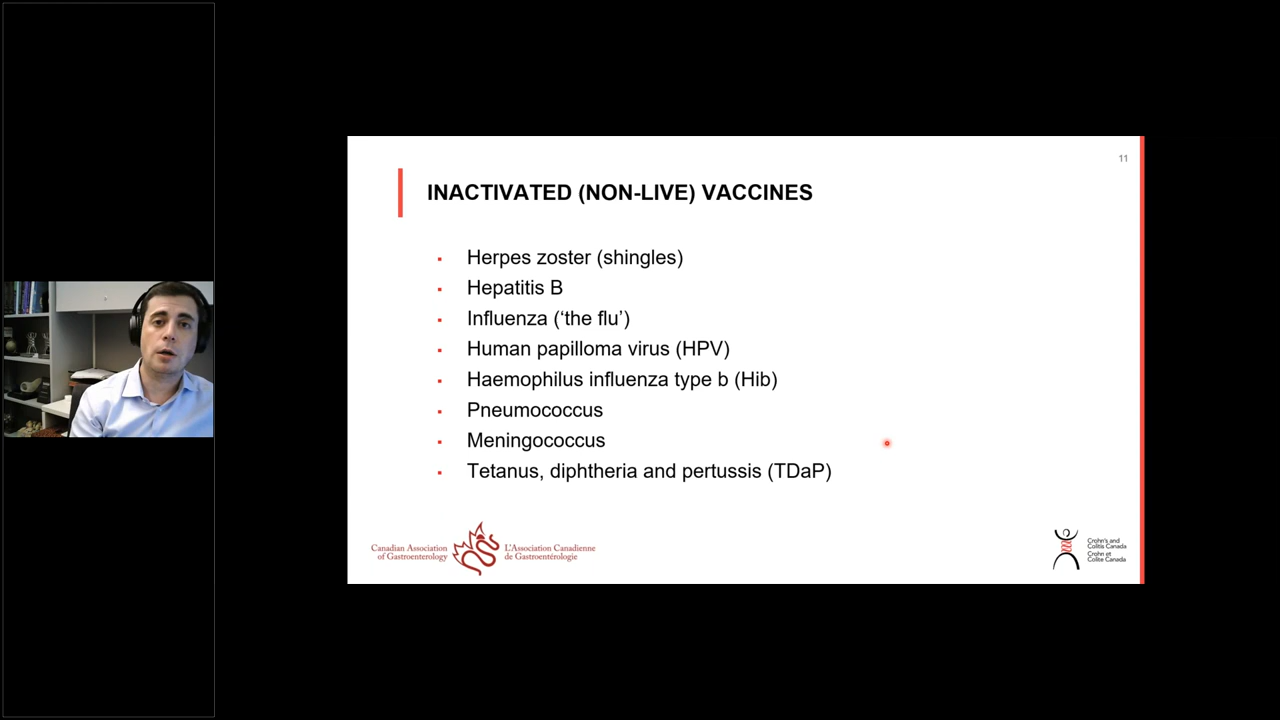 11
INACTIVATED (NON-LIVE) VACCINES
Herpes zoster (shingles)
Hepatitis B
Influenza (‘the flu’)
Human papilloma virus (HPV)
Haemophilus influenza type b (Hib)
Pneumococcus
Meningococcus
Tetanus, diphtheria and pertussis (TDaP)
Canadian Association
of Gastroenterology
L'Association Canadienne
de Gastroentérologie
Crohn's and
Colitis Canada
Crohn et
Colite Canada